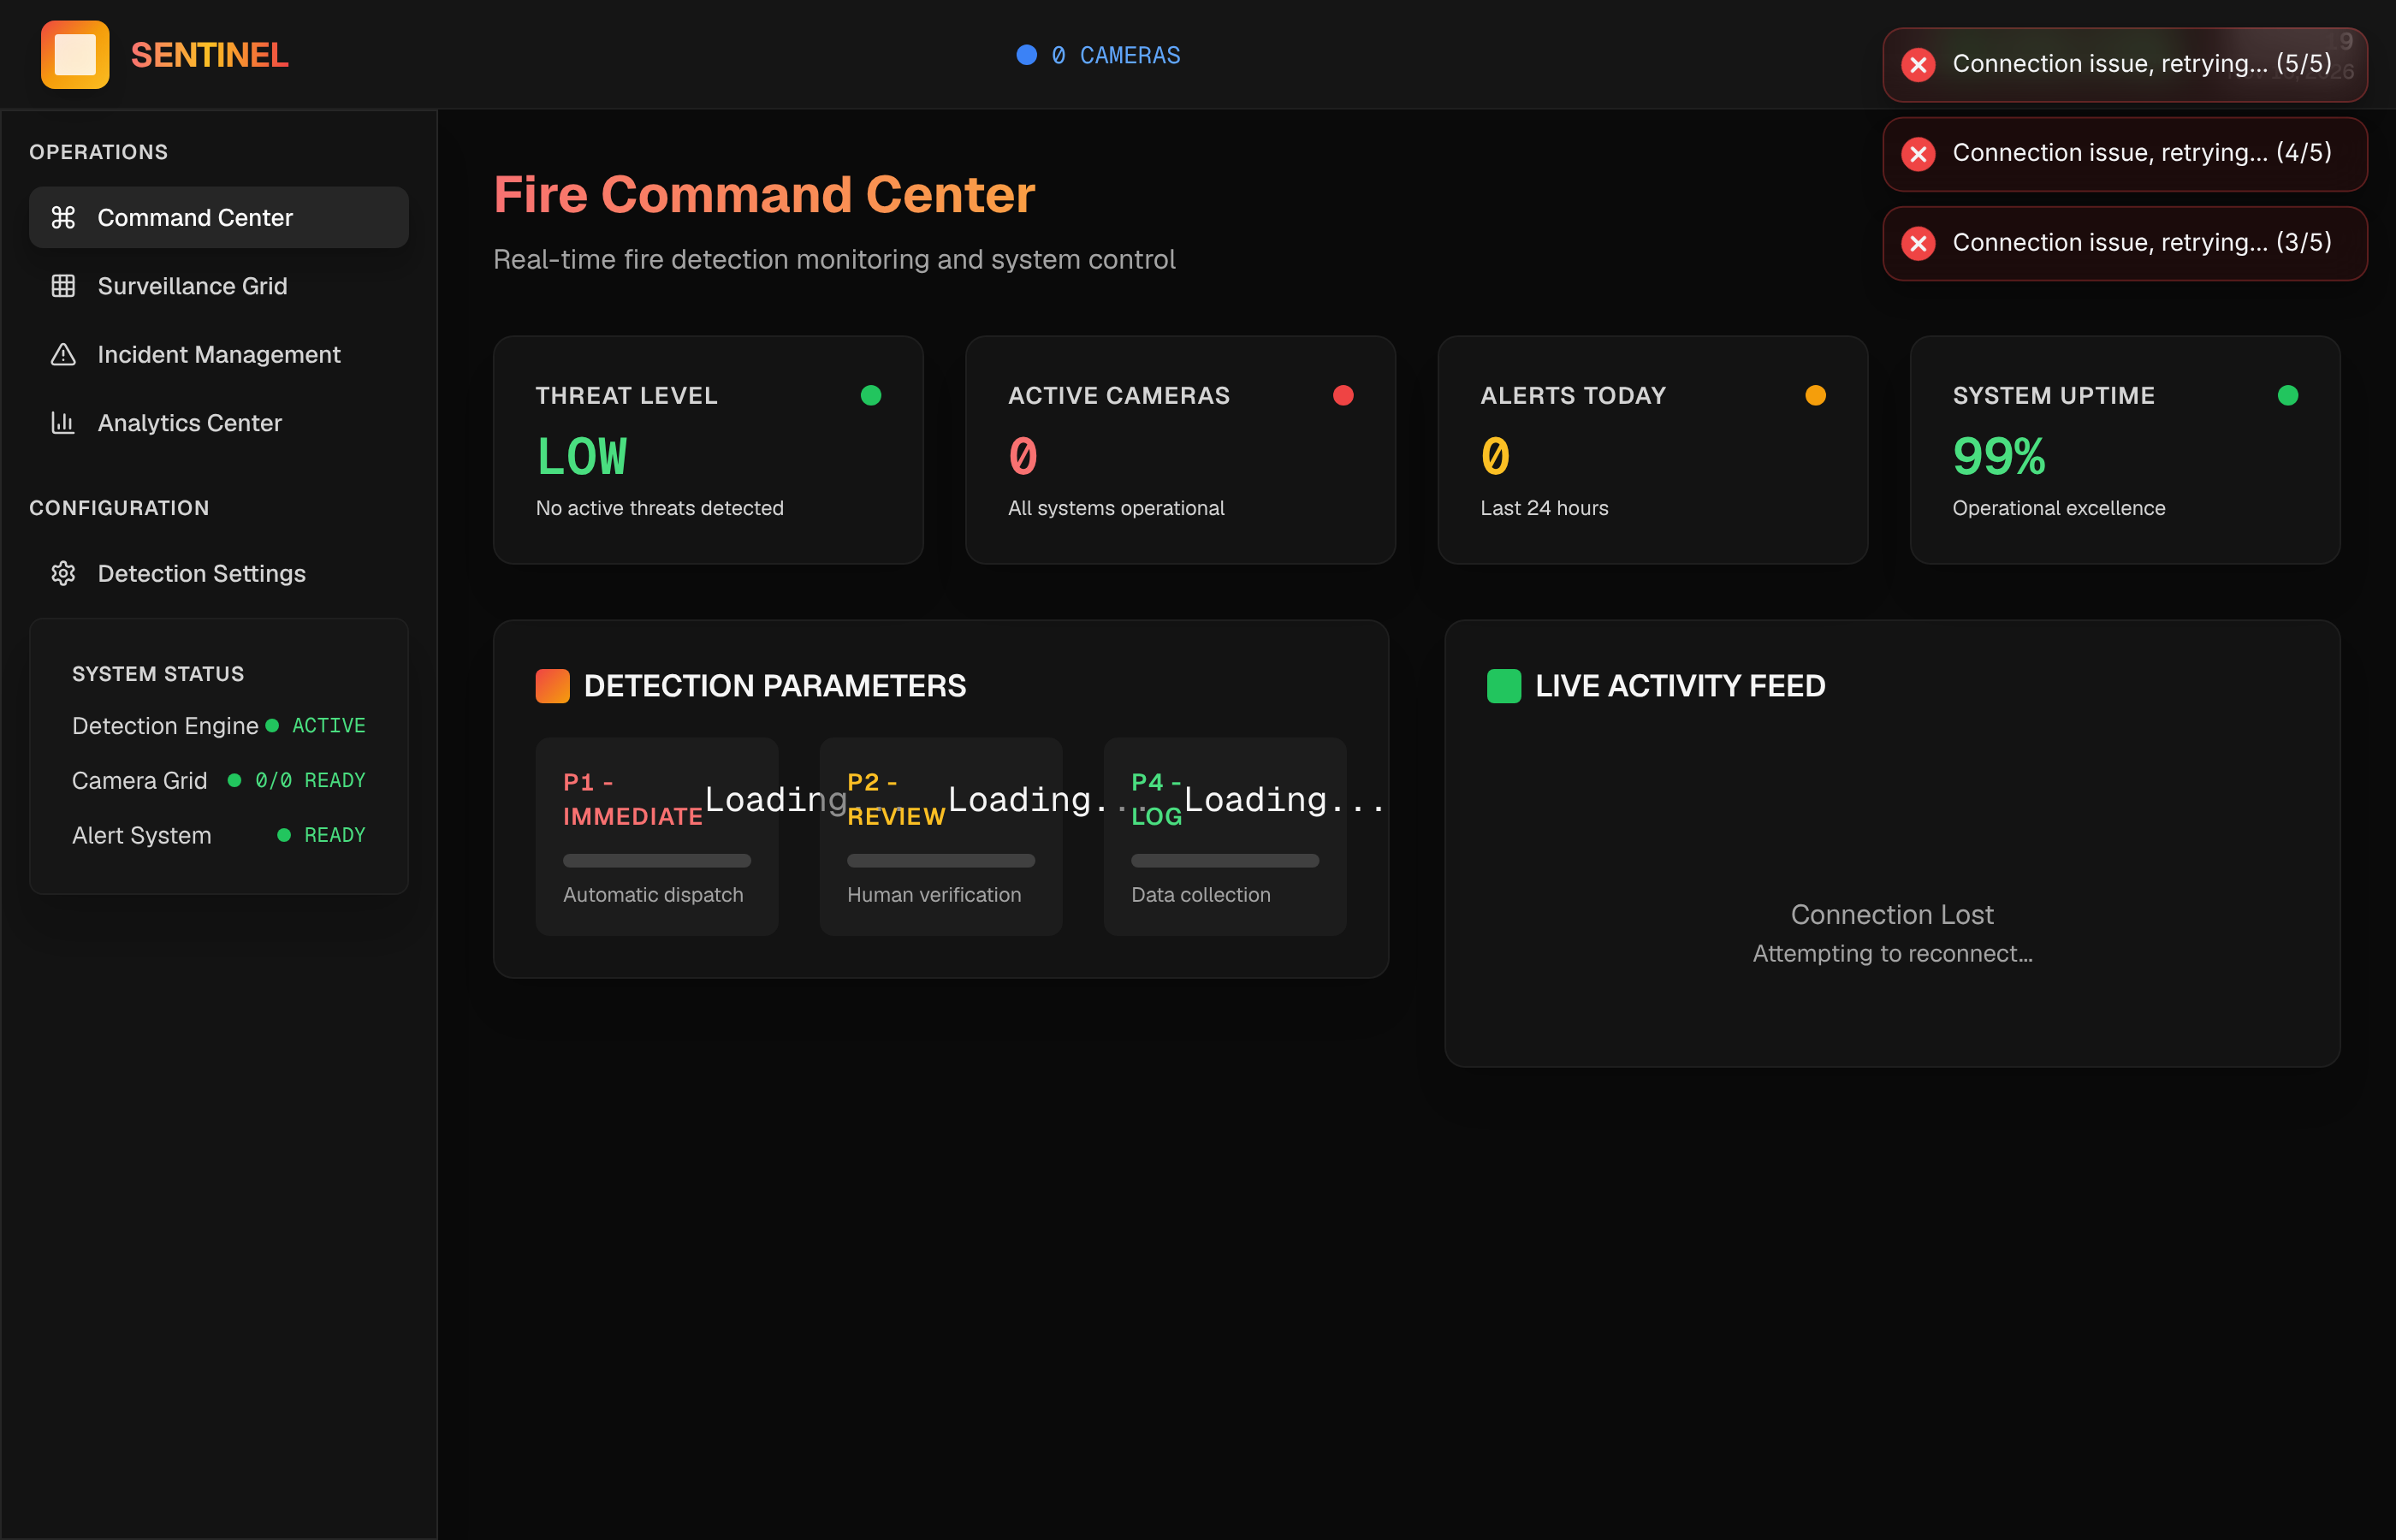 SENTINEL
0 CAMERAS
Connection issue, retrying... (5/5)
Connection issue, retrying... (4/5)
Connection issue, retrying... (3/5)
OPERATIONS
Command Center
Surveillance Grid
Incident Management
Analytics Center
CONFIGURATION
Detection Settings
SYSTEM STATUS
Detection Engine ACTIVE
Camera Grid 0/0 READY
Alert System READY
Fire Command Center
Real-time fire detection monitoring and system control
THREAT LEVEL
LOW
No active threats detected
ACTIVE CAMERAS
0
All systems operational
ALERTS TODAY
0
Last 24 hours
SYSTEM UPTIME
99%
Operational excellence
DETECTION PARAMETERS
P1 -
IMMEDIATE
Loading...
Automatic dispatch
P2 -
REVIEW
Loading...
Human verification
P4 -
LOG
Loading...
Data collection
LIVE ACTIVITY FEED
Connection Lost
Attempting to reconnect...